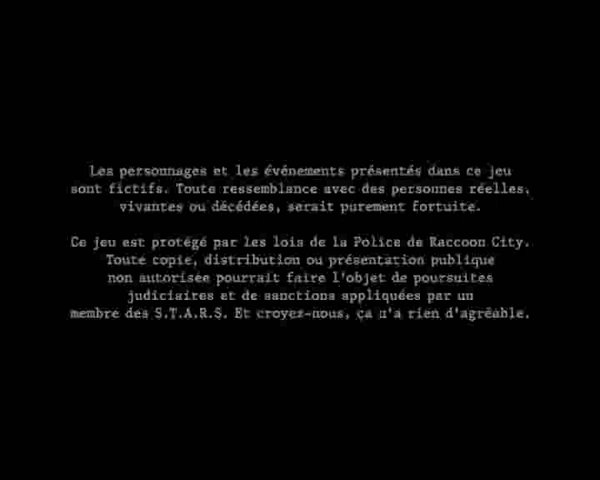 Les personnages et les événements présentés dans ce jeu
sont fictifs. Toute ressemblance avec des personnes réelles,
vivantes ou décédées, serait purement fortuite.
Ce jeu est protégé par les lois de la Police de Raccoon City.
Toute copie, distribution ou présentation publique
non autorisée pourrait faire l'objet de poursuites
judiciaires et de sanctions appliquées par un
membre des S.T.A.R.S. Et croyez-nous, ça n'a rien d'agréable.